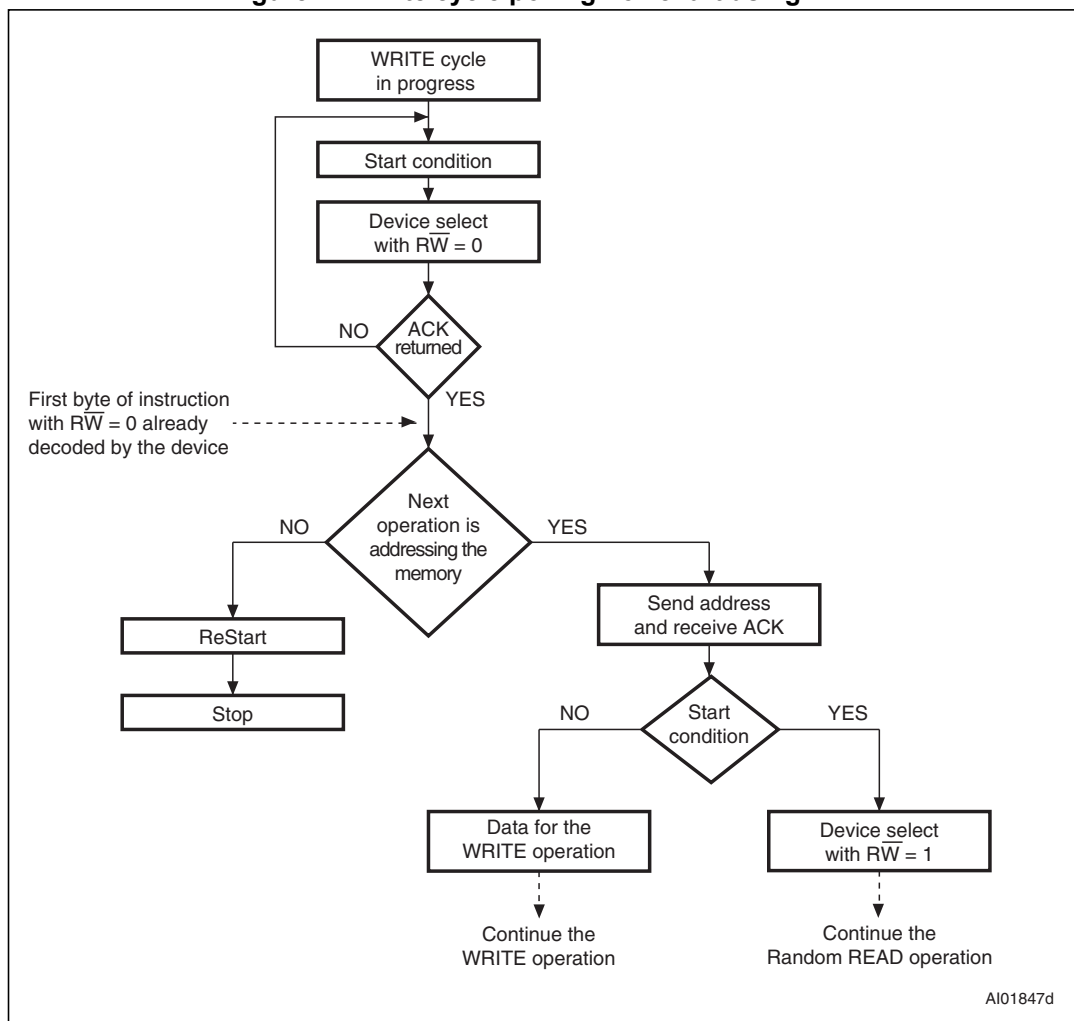 WRITE cycle
in progress
Start condition
Device select
with RW̅ = 0
ACK
returned
NO
YES
First byte of instruction
with RW̅ = 0 already
decoded by the device
Next
operation is
addressing the
memory
NO
YES
ReStart
Stop
Send address
and receive ACK
Start
condition
NO
YES
Data for the
WRITE operation
Device select
with RW̅ = 1
Continue the
WRITE operation
Continue the
Random READ operation
AI01847d